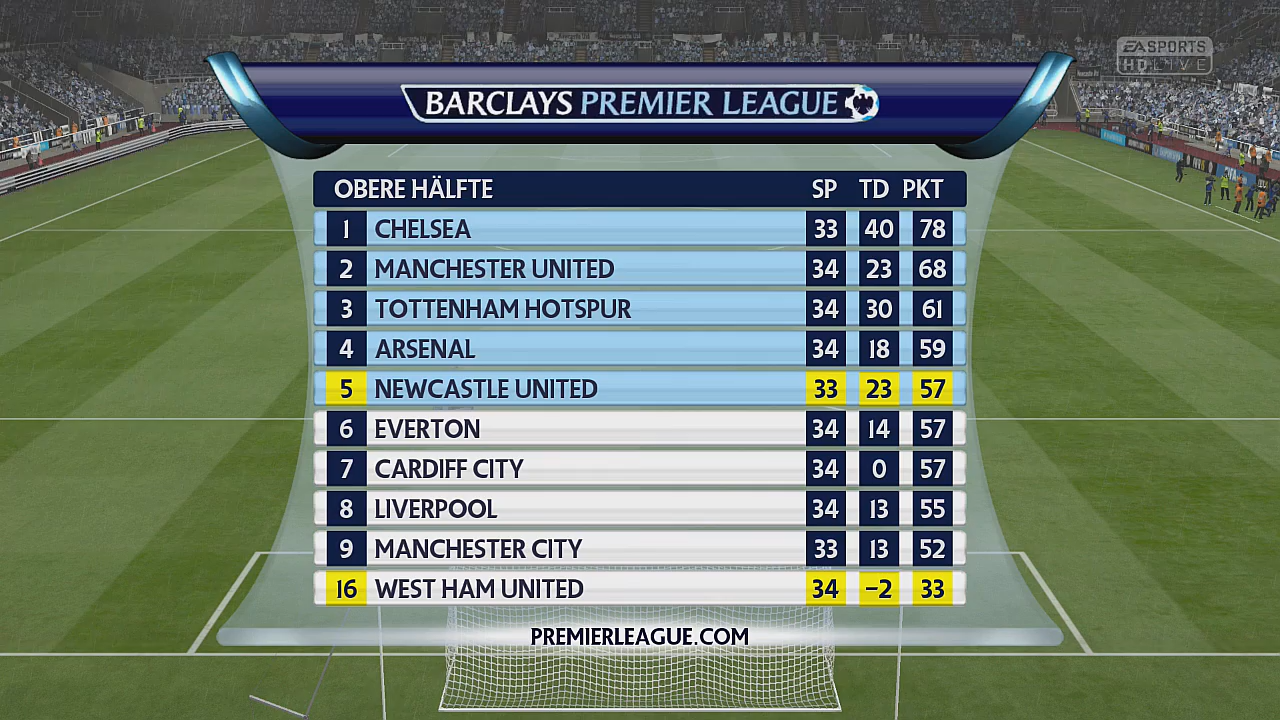 EA SPORTS
HD LIVE
BARCLAYS PREMIER LEAGUE
OBERE HÄLFTE SP TD PKT
1 CHELSEA 33 40 78
2 MANCHESTER UNITED 34 23 68
3 TOTTENHAM HOTSPUR 34 30 61
4 ARSENAL 34 18 59
5 NEWCASTLE UNITED 33 23 57
6 EVERTON 34 14 57
7 CARDIFF CITY 34 0 57
8 LIVERPOOL 34 13 55
9 MANCHESTER CITY 33 13 52
16 WEST HAM UNITED 34 -2 33
PREMIERLEAGUE.COM